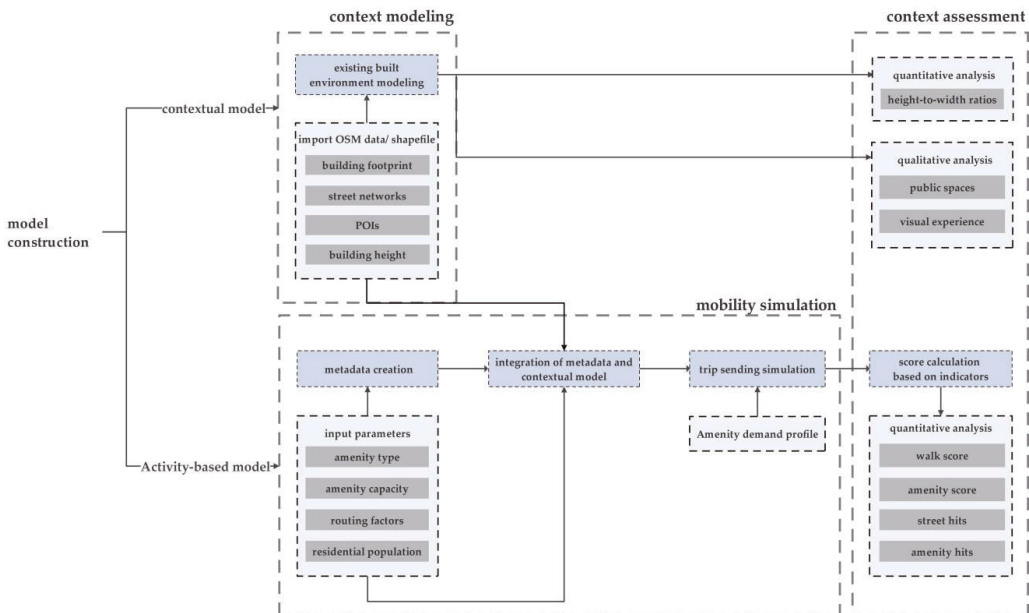 context modeling
context assessment
existing built
environment modeling
quantitative analysis
height-to-width ratios
contextual model
import OSM data/ shapefile
building footprint
street networks
POIs
building height
qualitative analysis
public spaces
visual experience
model
construction
mobility simulation
metadata creation
integration of metadata and
contextual model
trip sending simulation
score calculation
based on indicators
input parameters
amenity type
amenity capacity
routing factors
residential population
Amenity demand profile
Activity-based model
quantitative analysis
walk score
amenity score
street hits
amenity hits